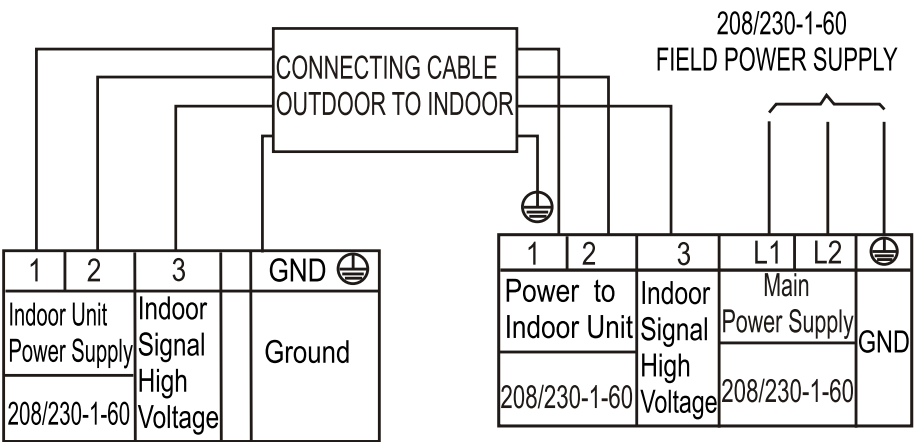 208/230-1-60
FIELD POWER SUPPLY
CONNECTING CABLE
OUTDOOR TO INDOOR
1 2 3 GND
Indoor Unit
Power Supply
208/230-1-60
Indoor
Signal
High
Voltage
Ground
1 2 3 L1 L2
Power to
Indoor Unit
208/230-1-60
Indoor
Signal
High
Voltage
Main
Power Supply
208/230-1-60
GND